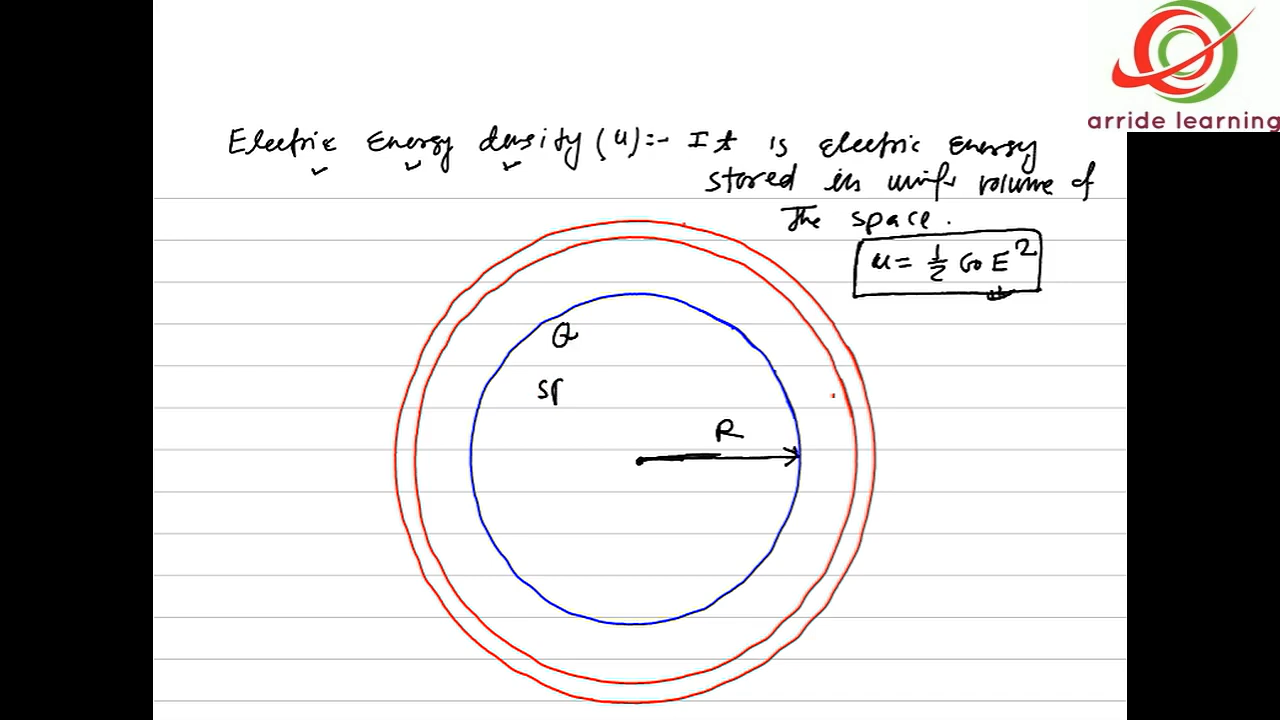 arride learning
Electric Energy density (u):- It is electric energy
stored in unit volume of
The space.
u = 1/2 ϵ0 E²
Q
sp
R